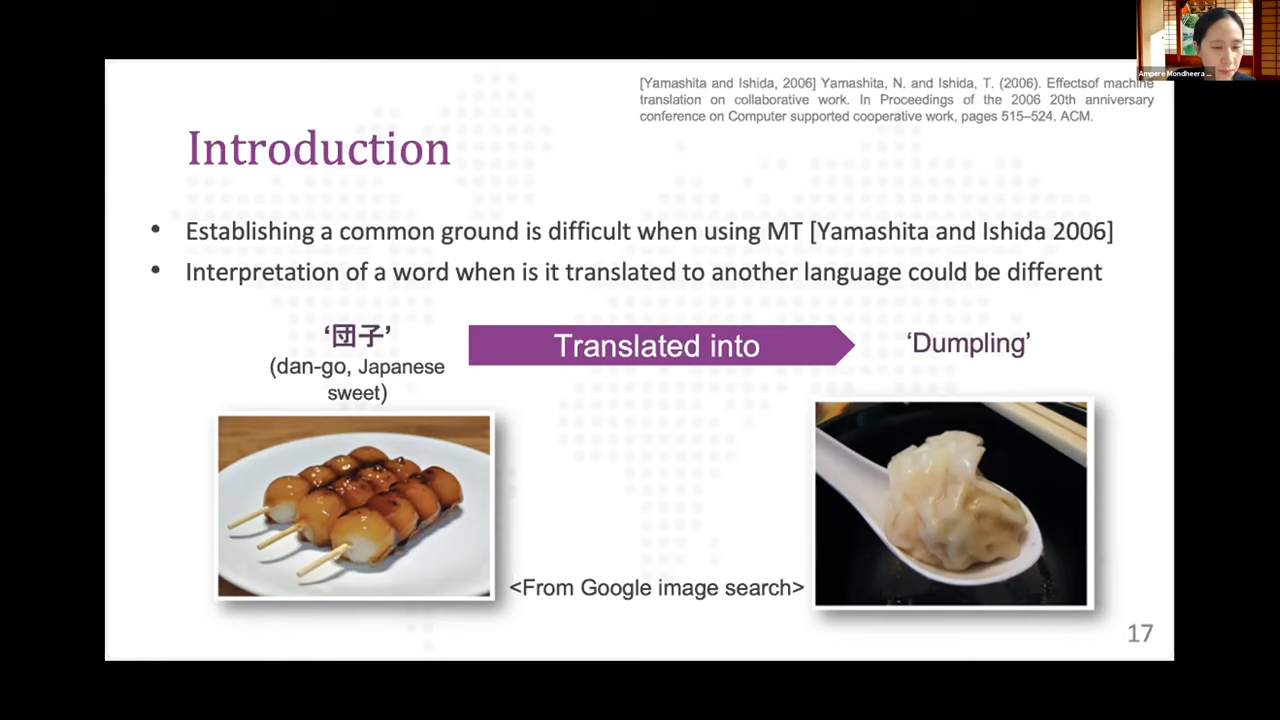 Ampere Mondheera ...
[Yamashita and Ishida, 2006] Yamashita, N. and Ishida, T. (2006). Effectsof machine
translation on collaborative work. In Proceedings of the 2006 20th anniversary
conference on Computer supported cooperative work, pages 515–524. ACM.
Introduction
• Establishing a common ground is difficult when using MT [Yamashita and Ishida 2006]
• Interpretation of a word when is it translated to another language could be different
‘団子’
(dan-go, Japanese
sweet)
Translated into
‘Dumpling’
<From Google image search>
17